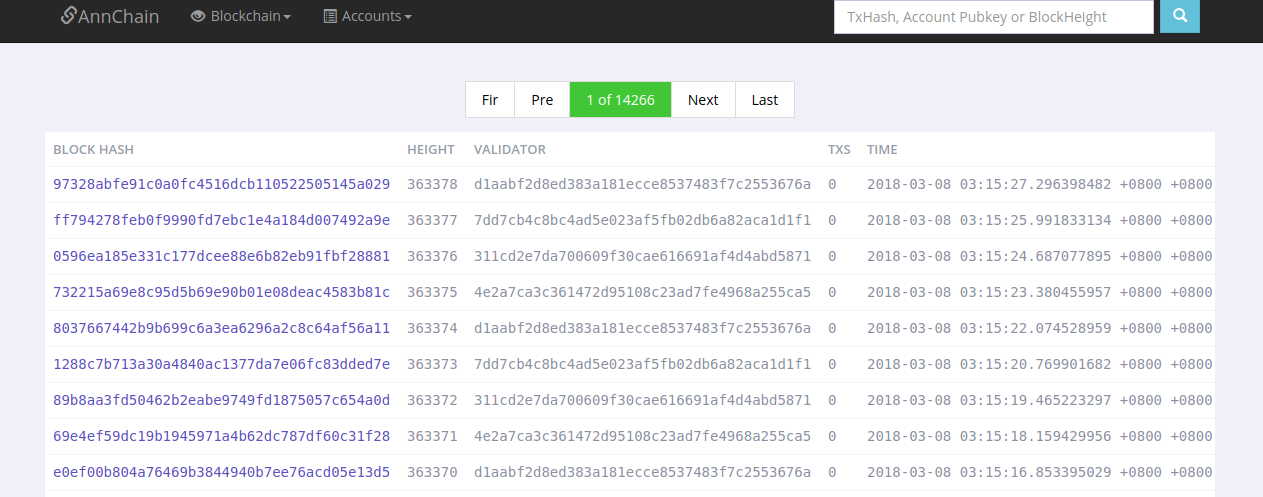 AnnChain Blockchain Accounts TxHash, Account Pubkey or BlockHeight
Fir Pre 1 of 14266 Next Last
BLOCK HASH HEIGHT VALIDATOR TXS TIME
97328abfe91c0a0fc4516dcb110522505145a029 363378 d1aabf2d8ed383a181ecce8537483f7c2553676a 0 2018-03-08 03:15:27.296398482 +0800 +0800
ff794278feb0f9990fd7ebc1e4a184d007492a9e 363377 7dd7cb4c8bc4ad5e023af5fb02db6a82aca1d1f1 0 2018-03-08 03:15:25.991833134 +0800 +0800
0596ea185e331c177dcee88e6b82eb91fbf28881 363376 311cd2e7da700609f30cae616691af4d4abd5871 0 2018-03-08 03:15:24.687077895 +0800 +0800
732215a69e8c95d5b69e90b01e08deac4583b81c 363375 4e2a7ca3c361472d95108c23ad7fe4968a255ca5 0 2018-03-08 03:15:23.380455957 +0800 +0800
8037667442b9b699c6a3ea6296a2c8c64af56a11 363374 d1aabf2d8ed383a181ecce8537483f7c2553676a 0 2018-03-08 03:15:22.074528959 +0800 +0800
1288c7b713a30a4840ac1377da7e06fc83dded7e 363373 7dd7cb4c8bc4ad5e023af5fb02db6a82aca1d1f1 0 2018-03-08 03:15:20.769901682 +0800 +0800
89b8aa3fd50462b2eabe9749fd1875057c654a0d 363372 311cd2e7da700609f30cae616691af4d4abd5871 0 2018-03-08 03:15:19.465223297 +0800 +0800
69e4ef59dc19b1945971a4b62dc787df60c31f28 363371 4e2a7ca3c361472d95108c23ad7fe4968a255ca5 0 2018-03-08 03:15:18.159429956 +0800 +0800
e0ef00b804a76469b3844940b7ee76acd05e13d5 363370 d1aabf2d8ed383a181ecce8537483f7c2553676a 0 2018-03-08 03:15:16.853395029 +0800 +0800